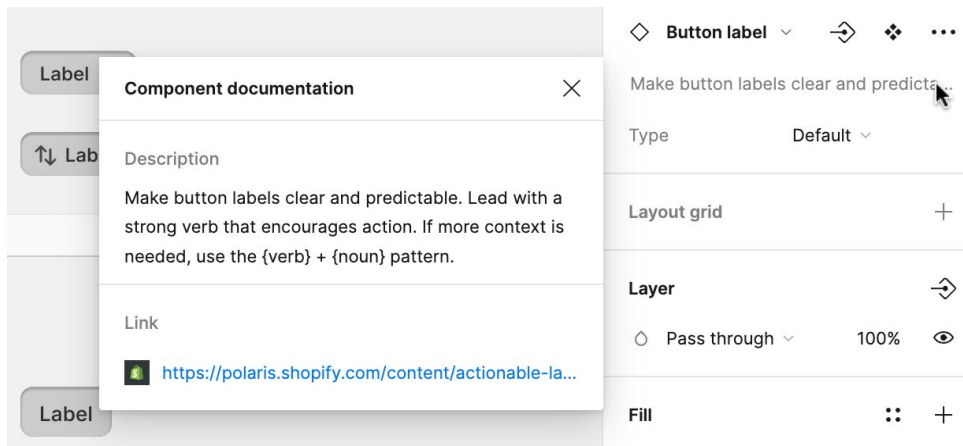 Button label
Label
Component documentation
Make button labels clear and predicta...
Description
Type
Default
Lab
Make button labels clear and predictable. Lead with a
strong verb that encourages action. If more context is
needed, use the {verb} + {noun} pattern.
Layout grid
Link
Layer
https://polaris.shopify.com/content/actionable-la...
Pass through
100%
Label
Fill